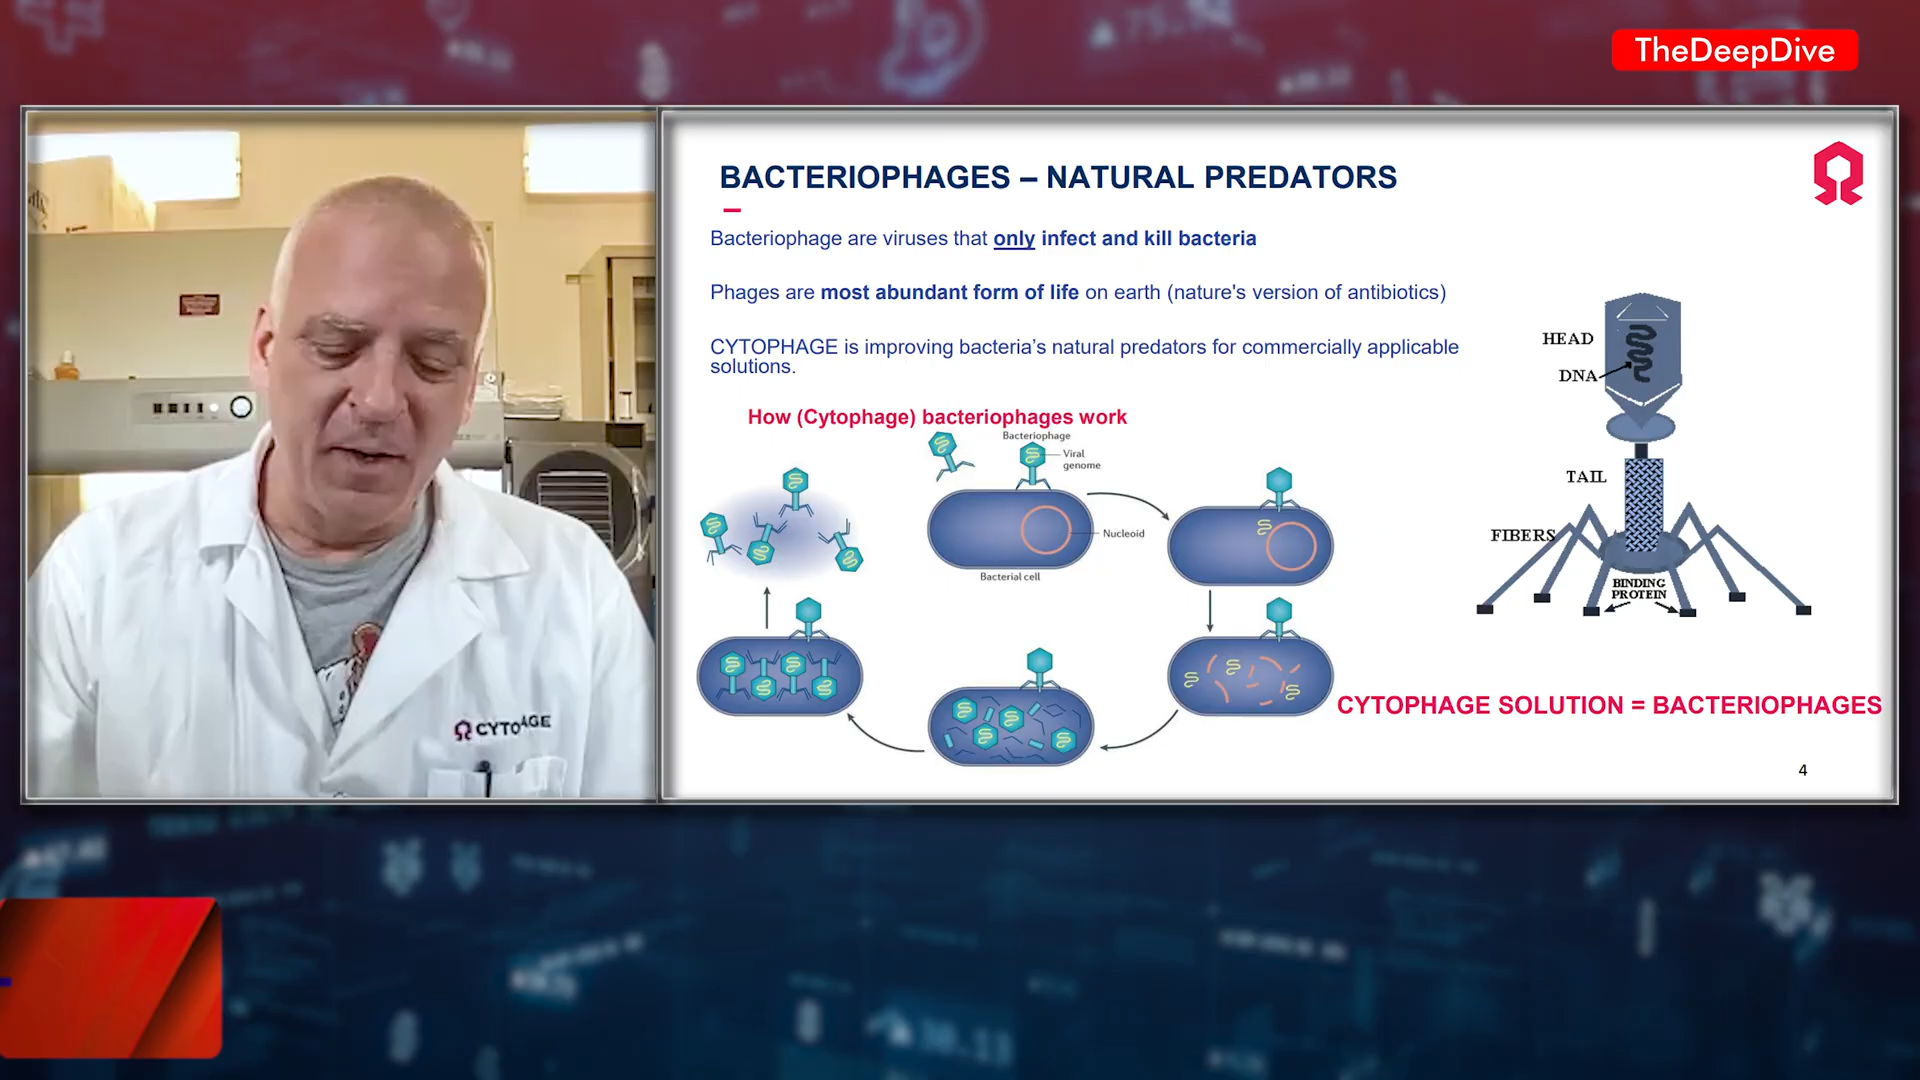 TheDeepDive
BACTERIOPHAGES – NATURAL PREDATORS
Bacteriophage are viruses that only infect and kill bacteria
Phages are most abundant form of life on earth (nature's version of antibiotics)
CYTOPHAGE is improving bacteria's natural predators for commercially applicable
solutions.
How (Cytophage) bacteriophages work
Bacteriophage
Viral
genome
Nucleoid
Bacterial cell
HEAD
DNA
TAIL
FIBERS
BINDING
PROTEIN
CYTOPHAGE SOLUTION = BACTERIOPHAGES
4